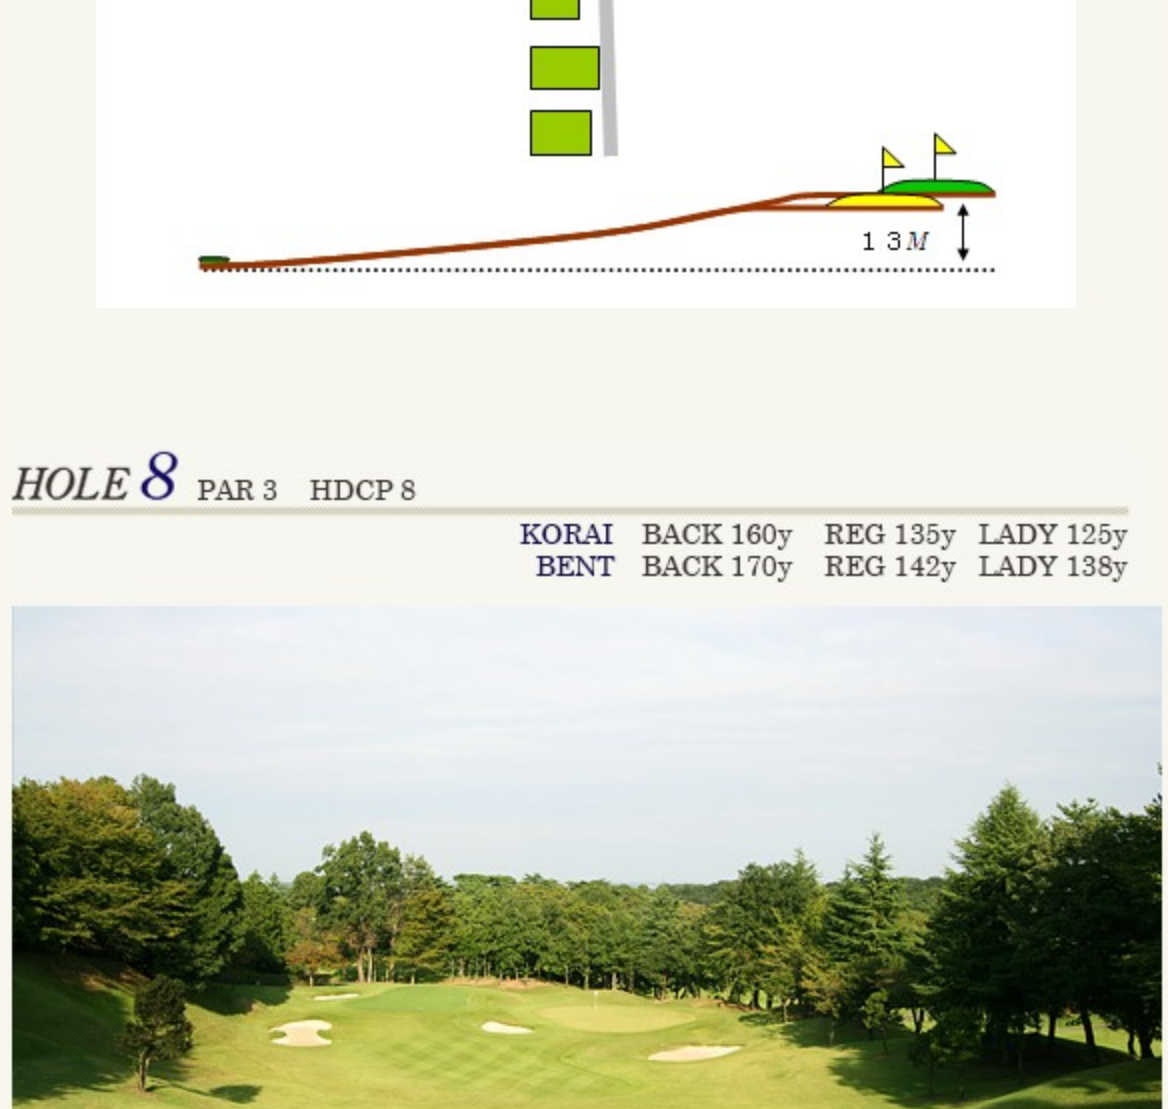 １３M
HOLE 8 PAR 3 HDCP 8
KORAI BACK 160y REG 135y LADY 125y
BENT BACK 170y REG 142y LADY 138y